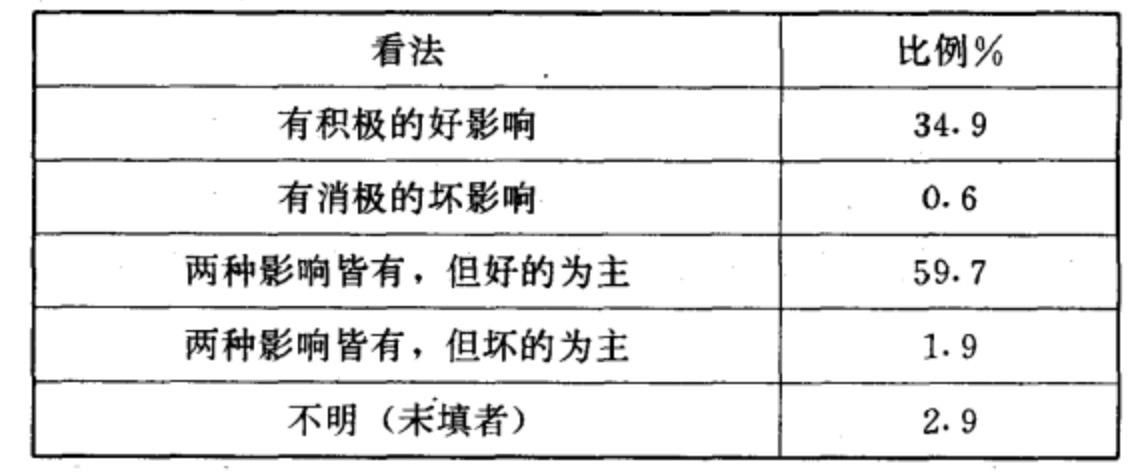 看法 比例%
有积极的好影响 34.9
有消极的坏影响 0.6
两种影响皆有，但好的为主 59.7
两种影响皆有，但坏的为主 1.9
不明（未填者） 2.9